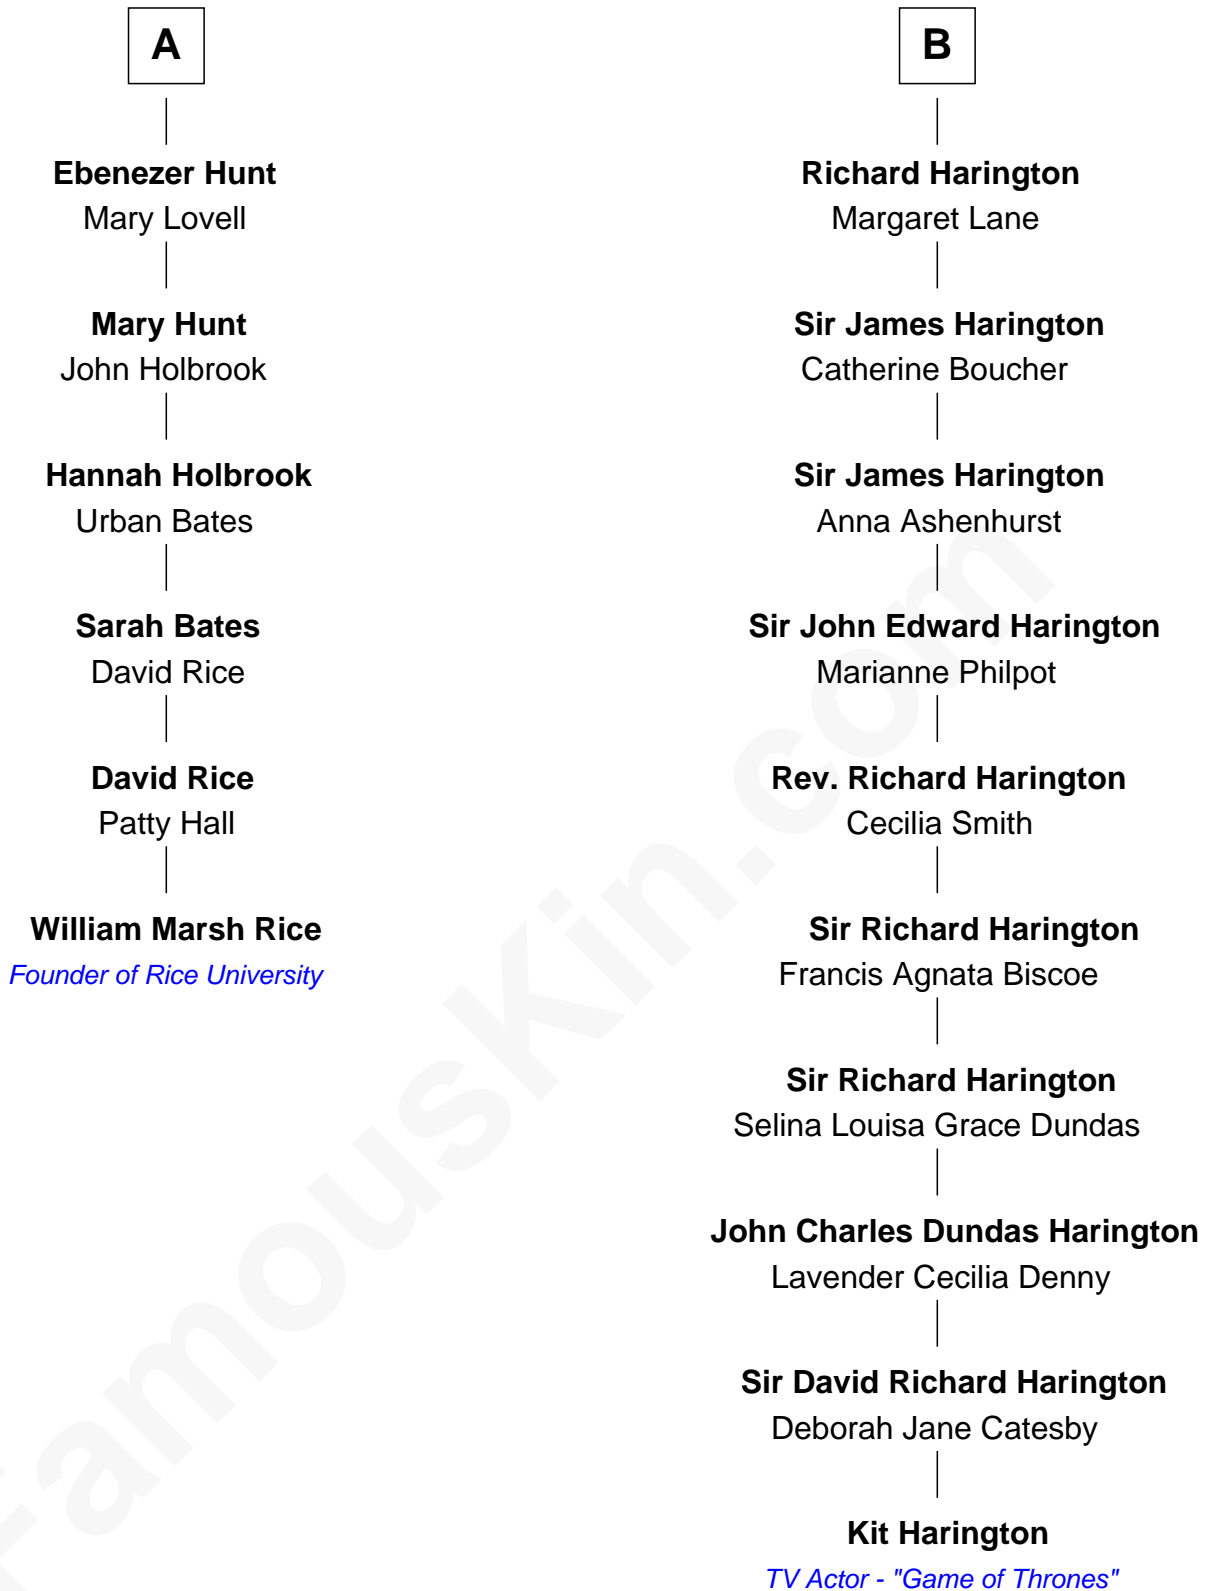 A
Ebenezer Hunt
Mary Lovell
Mary Hunt
John Holbrook
Hannah Holbrook
Urban Bates
Sarah Bates
David Rice
David Rice
Patty Hall
William Marsh Rice
Founder of Rice University
B
Richard Harington
Margaret Lane
Sir James Harington
Catherine Boucher
Sir James Harington
Anna Ashenhurst
Sir John Edward Harington
Marianne Philpot
Rev. Richard Harington
Cecilia Smith
Sir Richard Harington
Francis Agnata Biscoe
Sir Richard Harington
Selina Louisa Grace Dundas
John Charles Dundas Harington
Lavender Cecilia Denny
Sir David Richard Harington
Deborah Jane Catesby
Kit Harington
TV Actor - "Game of Thrones"
FamousKin.com